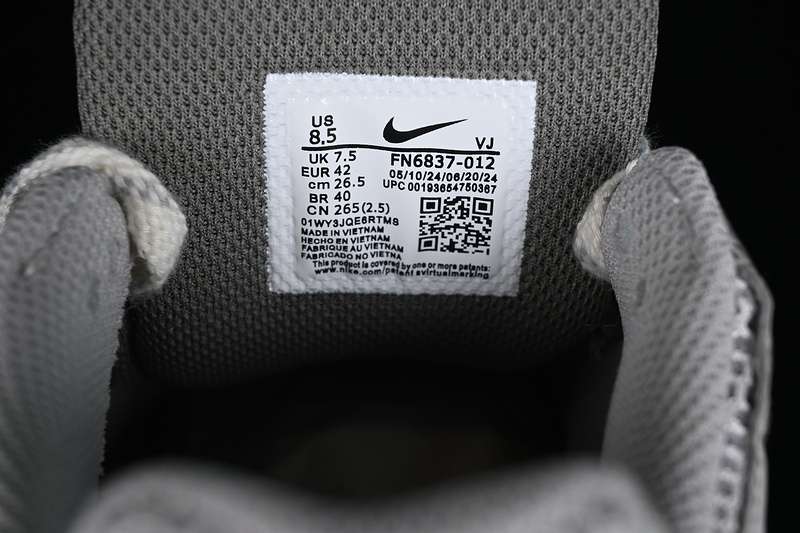 US
8.5
VJ
UK 7.5
EUR 42
cm 26.5
BR 40
CN 265(2.5)
FN6837-012
05/10/24/06/20/24
UPC 00193654750367
01WY3JQE6RTMS
MADE IN VIETNAM
HECHO EN VIETNAM
FABRIQUE AU VIETNAM
FABRICADO NO VIETNA
This product is covered by one or more patents:
www.nike.com/patent svirtualmarking